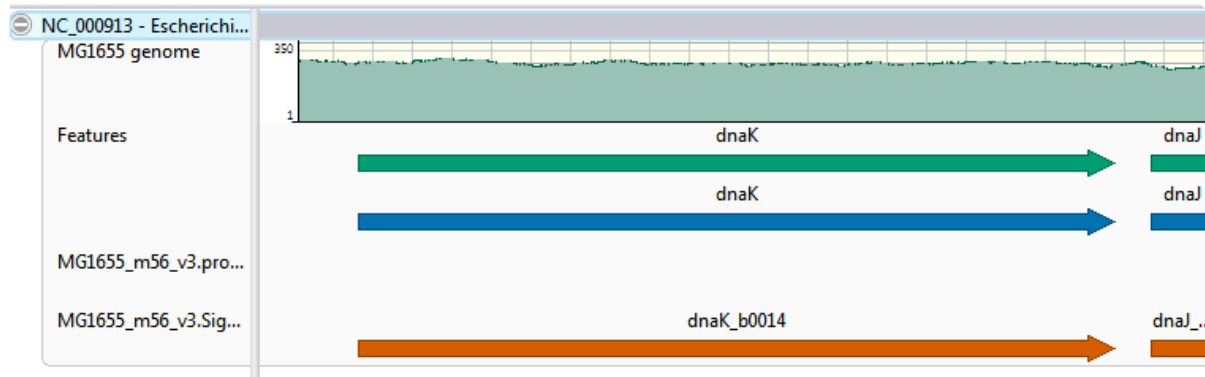 NC_000913 - Escherichi...
MG1655 genome
350
1
Features
dnaK
dnaJ
dnaK
dnaJ
MG1655_m56_v3.pro...
MG1655_m56_v3.Sig...
dnaK_b0014
dnaJ_...